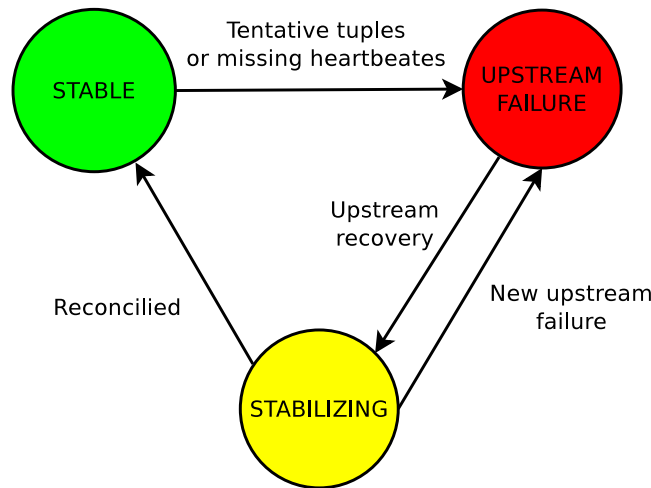 Tentative tuples
or missing heartbeates
STABLE
UPSTREAM
FAILURE
Upstream
recovery
New upstream
failure
Reconcilied
STABILIZING